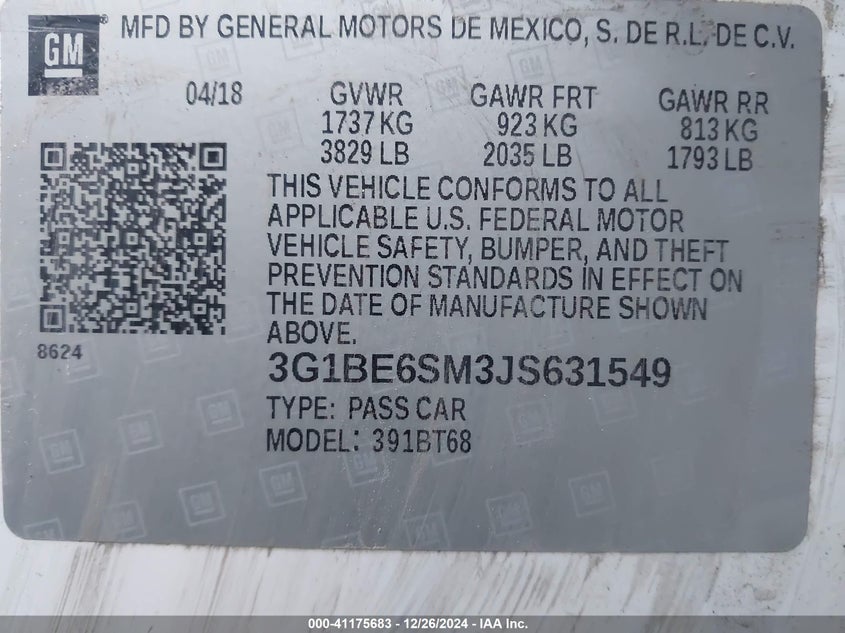 GM
MFD BY GENERAL MOTORS DE MEXICO, S. DE R.L. DE C.V.
04/18 GVWR GAWR FRT GAWR RR
1737 KG 923 KG 813 KG
3829 LB 2035 LB 1793 LB
THIS VEHICLE CONFORMS TO ALL
APPLICABLE U.S. FEDERAL MOTOR
VEHICLE SAFETY, BUMPER, AND THEFT
PREVENTION STANDARDS IN EFFECT ON
THE DATE OF MANUFACTURE SHOWN
ABOVE.
8624
3G1BE6SM3JS631549
TYPE: PASS CAR
MODEL: 391BT68
000-41175683 - 12/26/2024 - IAA Inc.